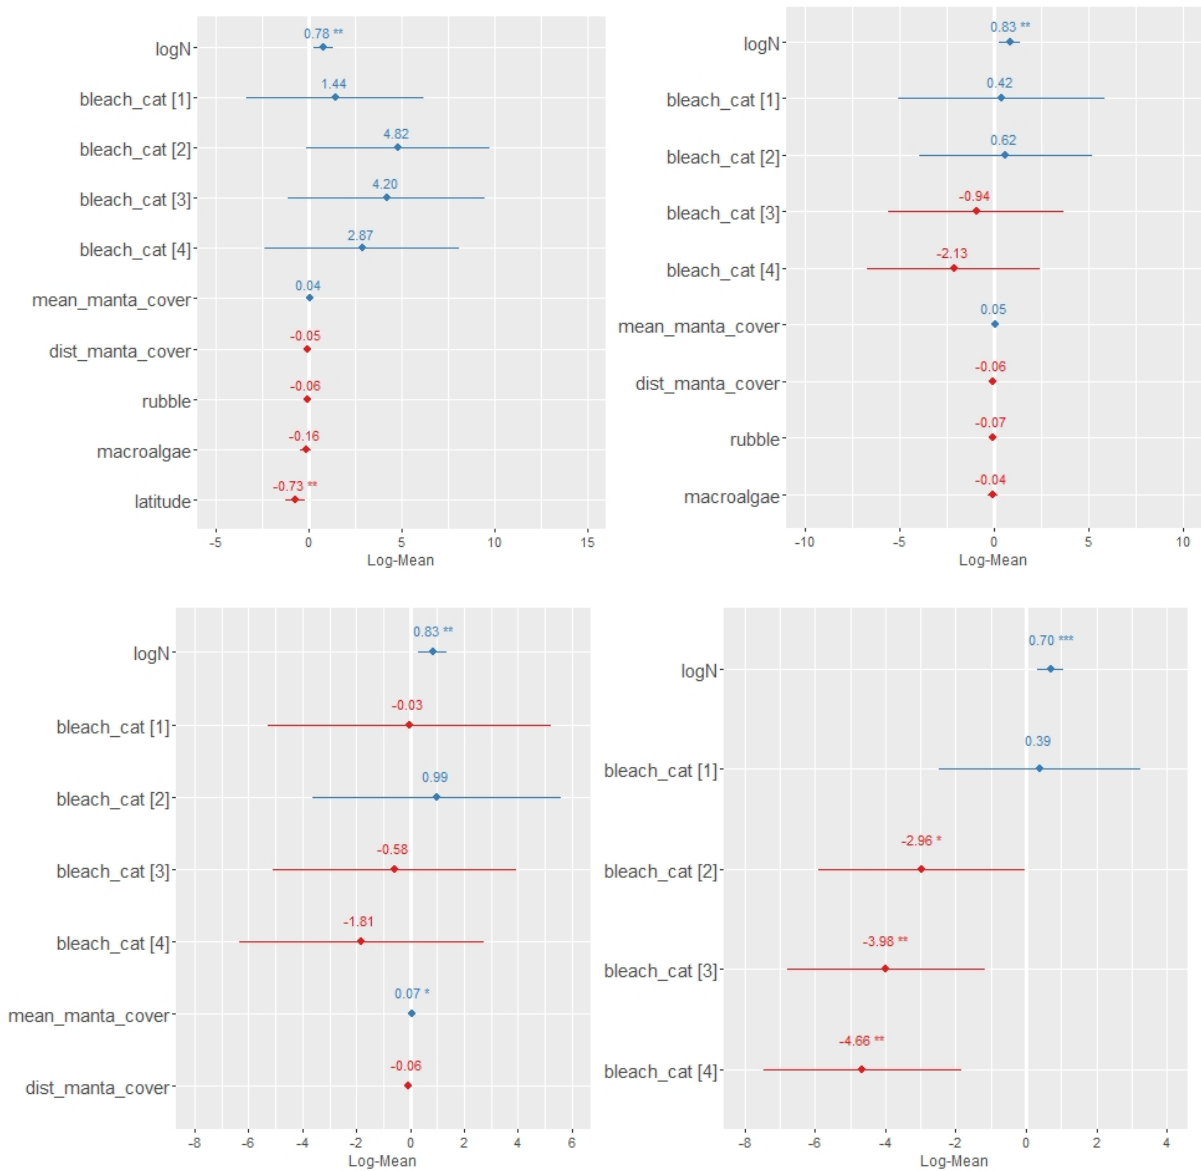 0.78 **
logN
1.44
bleach_cat [1]
4.82
bleach_cat [2]
4.20
bleach_cat [3]
2.87
bleach_cat [4]
0.04
mean_manta_cover
-0.05
dist_manta_cover
-0.06
rubble
-0.16
macroalgae
-0.73 **
latitude
-5 0 5 10 15
Log-Mean
0.83 **
logN
0.42
bleach_cat [1]
0.62
bleach_cat [2]
-0.94
bleach_cat [3]
-2.13
bleach_cat [4]
0.05
mean_manta_cover
-0.06
dist_manta_cover
-0.07
rubble
-0.04
macroalgae
-10 -5 0 5 10
Log-Mean
0.83 **
logN
-0.03
bleach_cat [1]
0.99
bleach_cat [2]
-0.58
bleach_cat [3]
-1.81
bleach_cat [4]
0.07 *
mean_manta_cover
-0.06
dist_manta_cover
-8 -6 -4 -2 0 2 4 6
Log-Mean
0.70 ***
logN
0.39
bleach_cat [1]
-2.96 *
bleach_cat [2]
-3.98 **
bleach_cat [3]
-4.66 **
bleach_cat [4]
-8 -6 -4 -2 0 2 4
Log-Mean